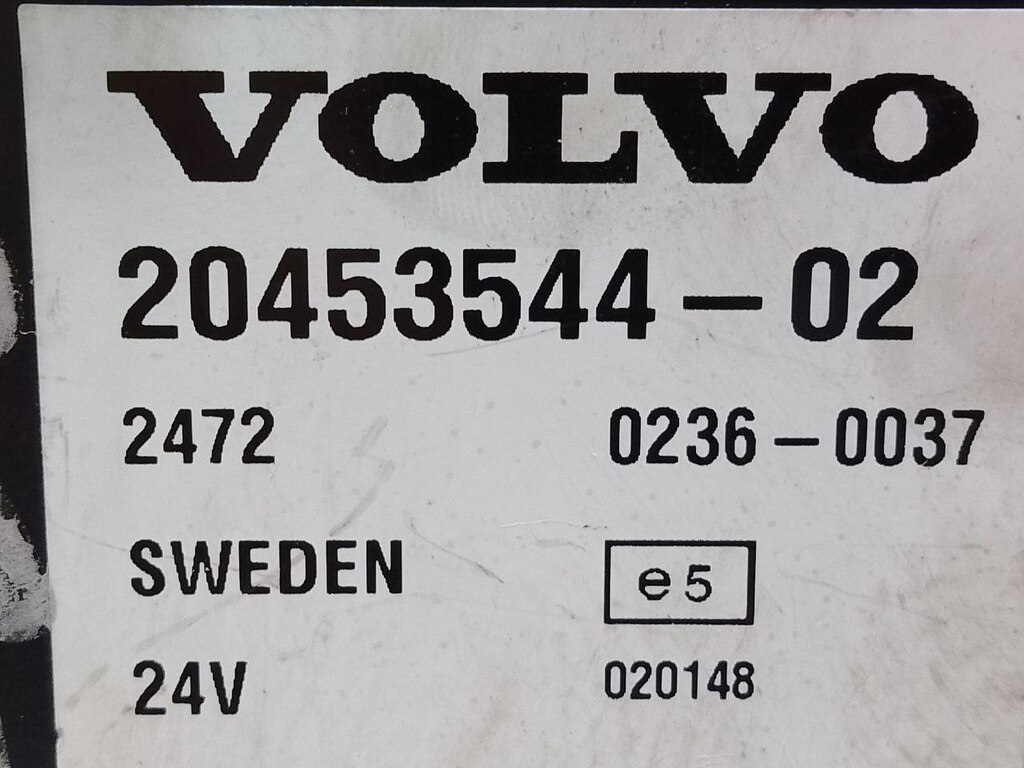 VOLVO
20453544-02
2472 0236-0037
SWEDEN e5
24V 020148